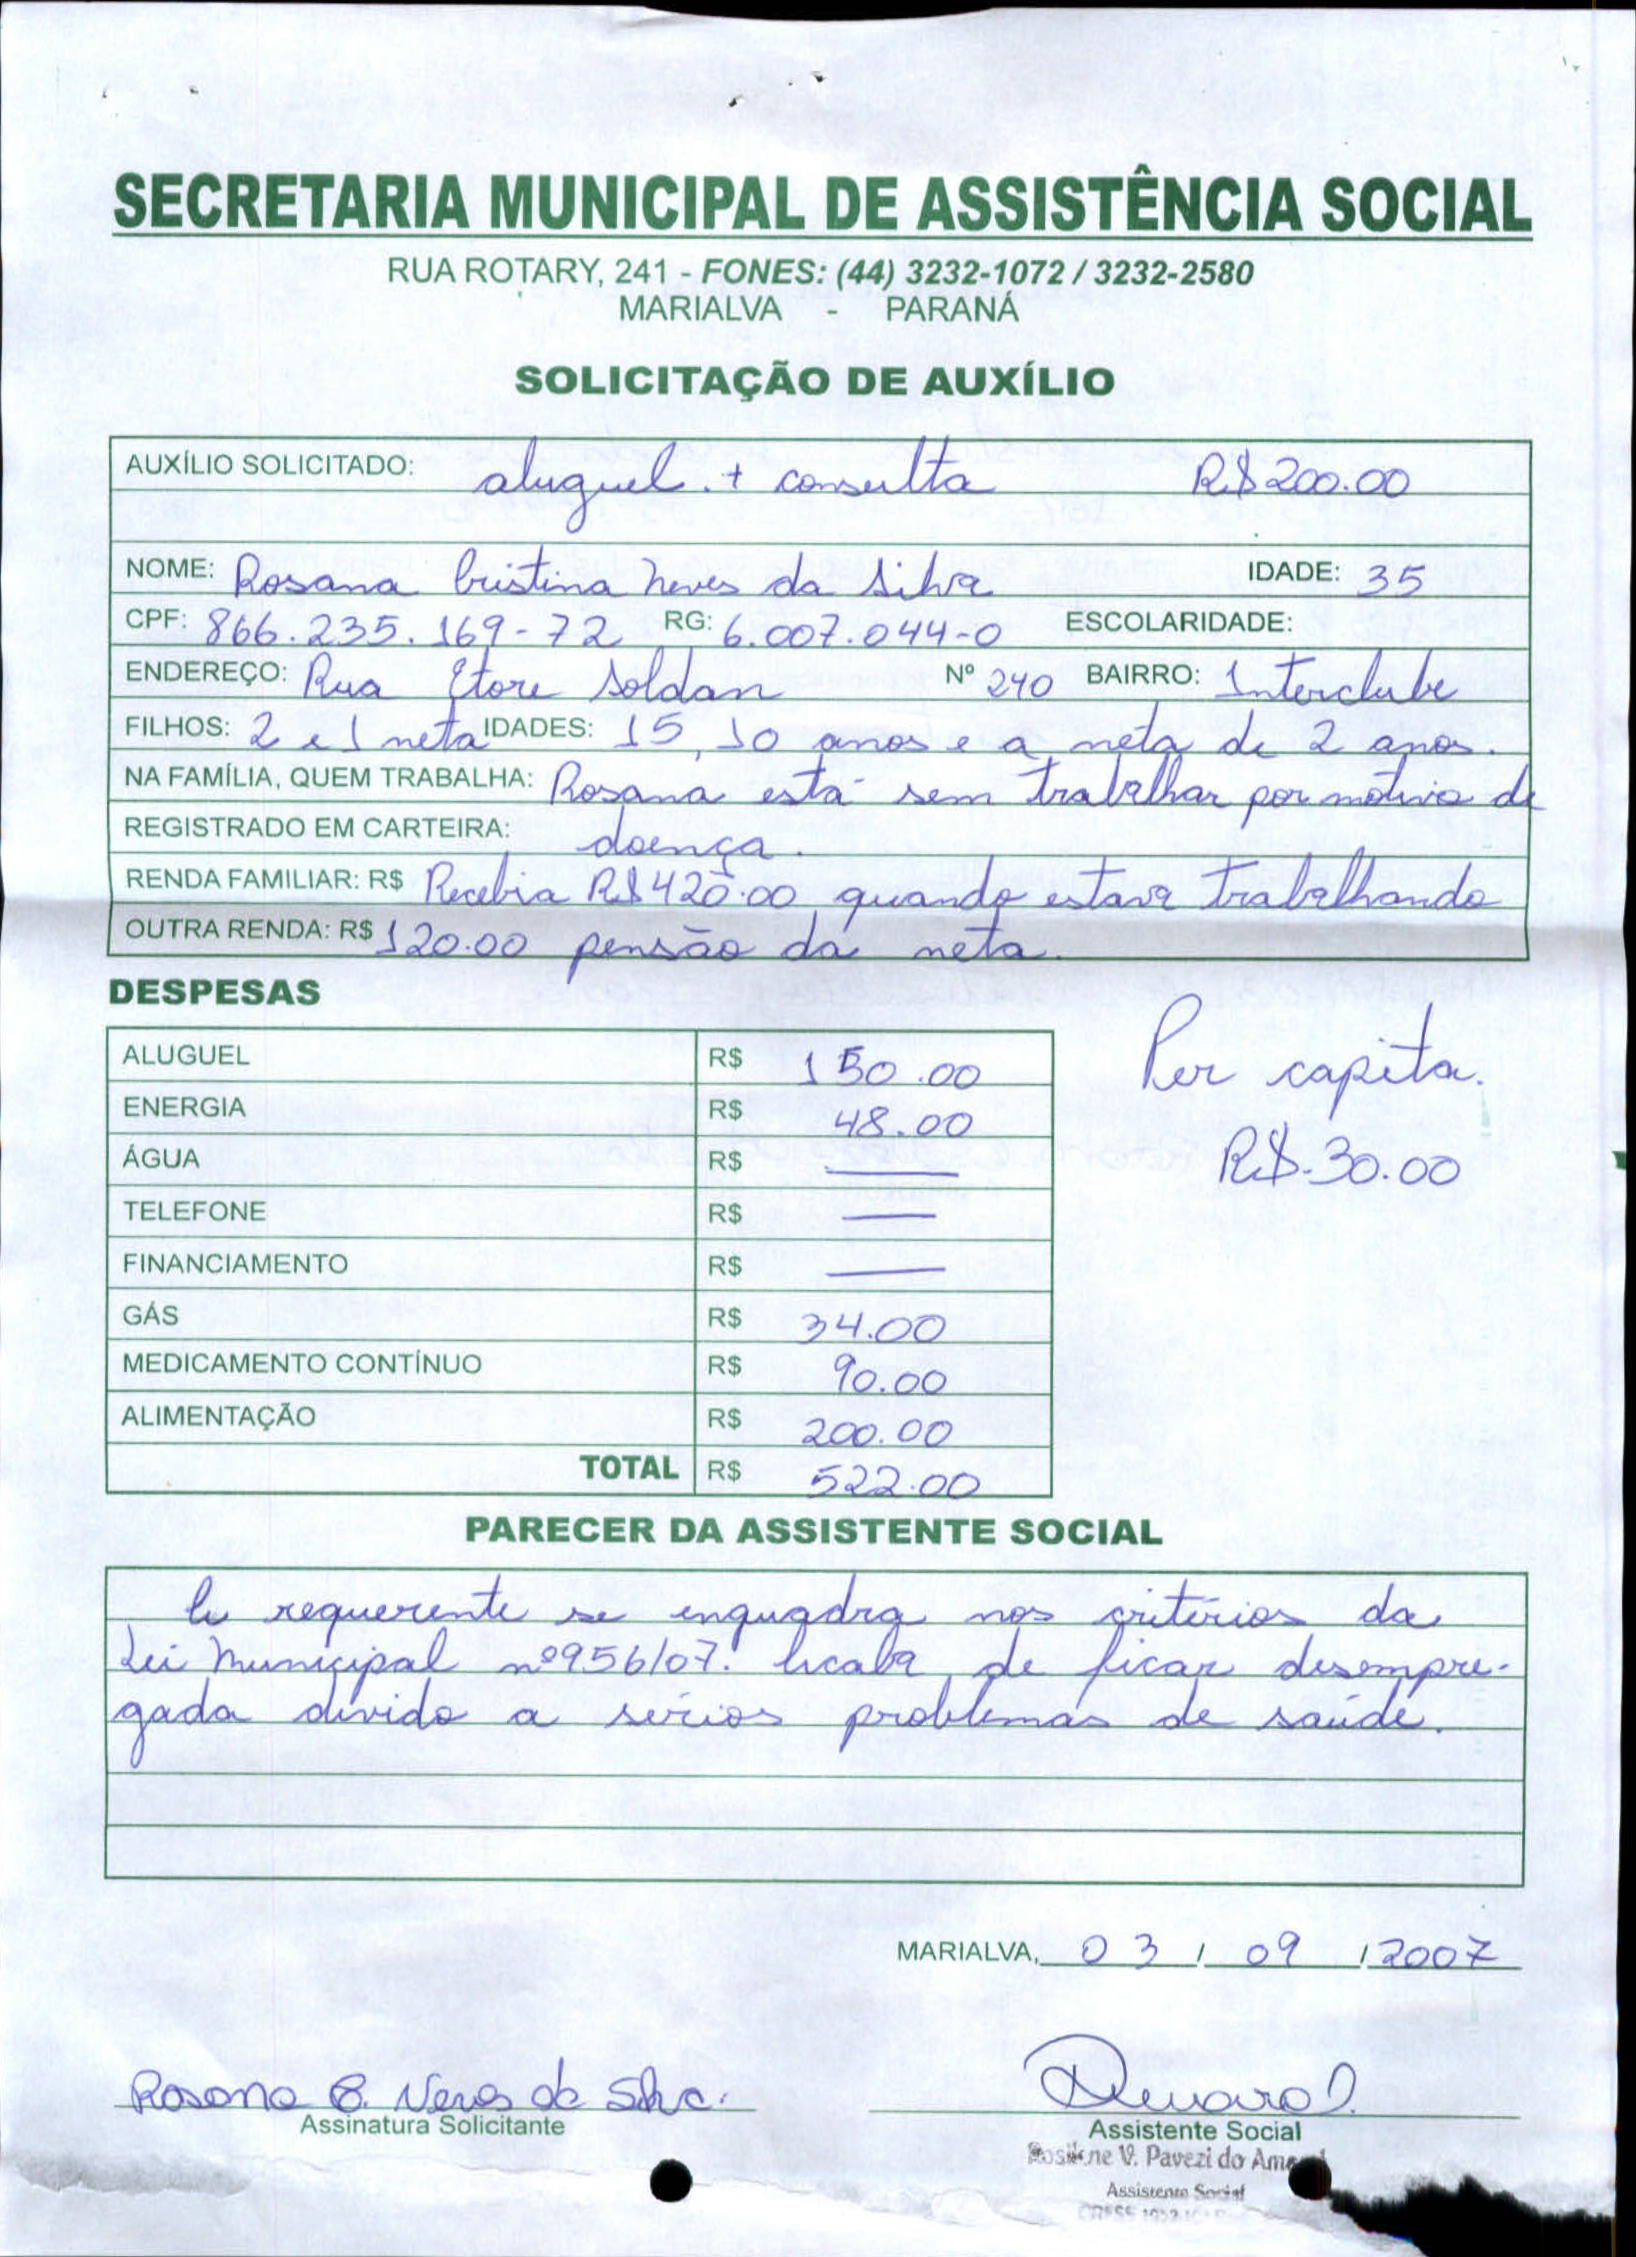 SECRETARIA MUNICIPAL DE ASSISTÊNCIA SOCIAL
RUA ROTARY, 241 - FONES: (44) 3232-1072 / 3232-2580
MARIALVA - PARANÁ
SOLICITAÇÃO DE AUXÍLIO
AUXÍLIO SOLICITADO: aluguel + consulta R$ 200.00
NOME: Rosana Cristina Neves da Silva IDADE: 35
CPF: 866.235.169-72 RG: 6.007.044-0 ESCOLARIDADE:
ENDEREÇO: Rua Etore Soldan Nº 240 BAIRRO: Interclube
FILHOS: 2 e 1 neta IDADES: 15, 10 anos e a neta de 2 anos.
NA FAMÍLIA, QUEM TRABALHA: Rosana está sem trabalhar por motivo de
REGISTRADO EM CARTEIRA: doença.
RENDA FAMILIAR: R$ Recebia R$ 420.00 quando estava trabalhando
OUTRA RENDA: R$ 120.00 pensão da neta.
DESPESAS
ALUGUEL R$ 150.00
Per capita.
ENERGIA R$ 48.00
R$ 30.00
ÁGUA R$ ——
TELEFONE R$ ——
FINANCIAMENTO R$ ——
GÁS R$ 34.00
MEDICAMENTO CONTÍNUO R$ 90.00
ALIMENTAÇÃO R$ 200.00
TOTAL R$ 522.00
PARECER DA ASSISTENTE SOCIAL
A requerente se enquadra nos critérios da
Lei Municipal nº 956/07. Acaba de ficar desempre-
gada divido a sérios problemas de saúde.
MARIALVA, 03 / 09 / 2007
Rosana C. Neves da Silva.
Assinatura Solicitante
Assistente Social
Rosilene V. Pavezi do
Assistente Social
CRESS